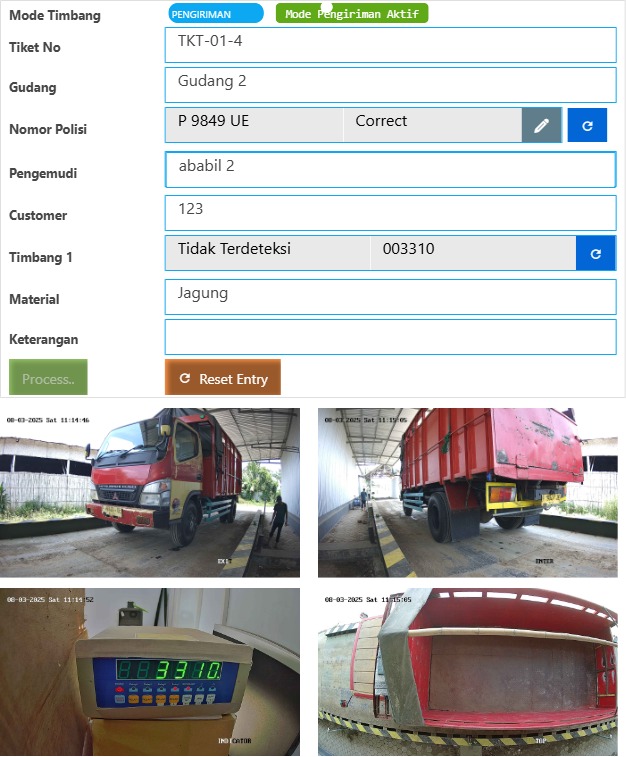 Mode Timbang PENGIRIMAN Mode Pengiriman Aktif
Tiket No TKT-01-4
Gudang Gudang 2
Nomor Polisi P 9849 UE Correct
Pengemudi ababil 2
Customer 123
Timbang 1 Tidak Terdeteksi 003310
Material Jagung
Keterangan
Process.. Reset Entry
08-03-2025 Sat 11:14:46
EXIT
08-03-2025 Sat 11:15:05
ENTER
08-03-2025 Sat 11:14:52
3310.
INDICATOR
08-03-2025 Sat 11:15:05
TOP